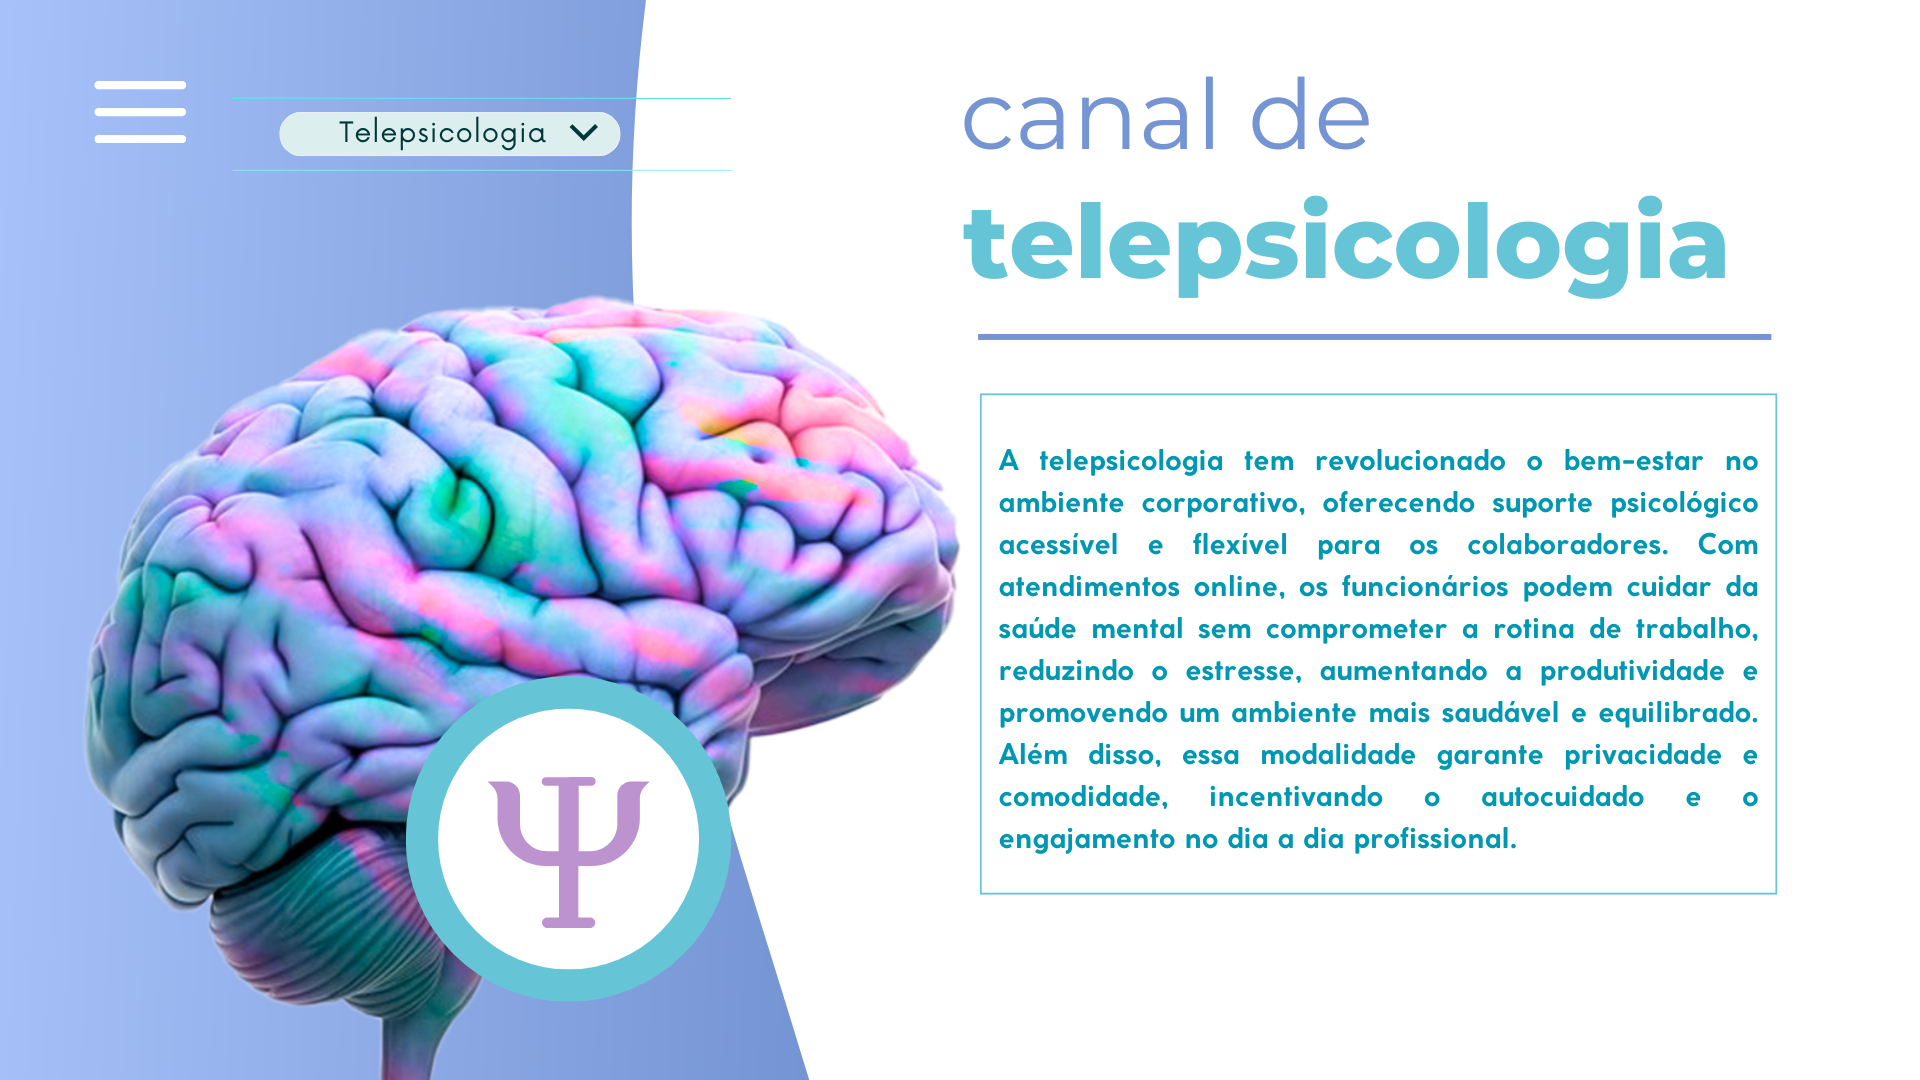 Telepsicologia
canal de
telepsicologia
A telepsicologia tem revolucionado o bem-estar no
ambiente corporativo, oferecendo suporte psicológico
acessível e flexível para os colaboradores. Com
atendimentos online, os funcionários podem cuidar da
saúde mental sem comprometer a rotina de trabalho,
reduzindo o estresse, aumentando a produtividade e
promovendo um ambiente mais saudável e equilibrado.
Além disso, essa modalidade garante privacidade e
comodidade, incentivando o autocuidado e o
engajamento no dia a dia profissional.
Ψ